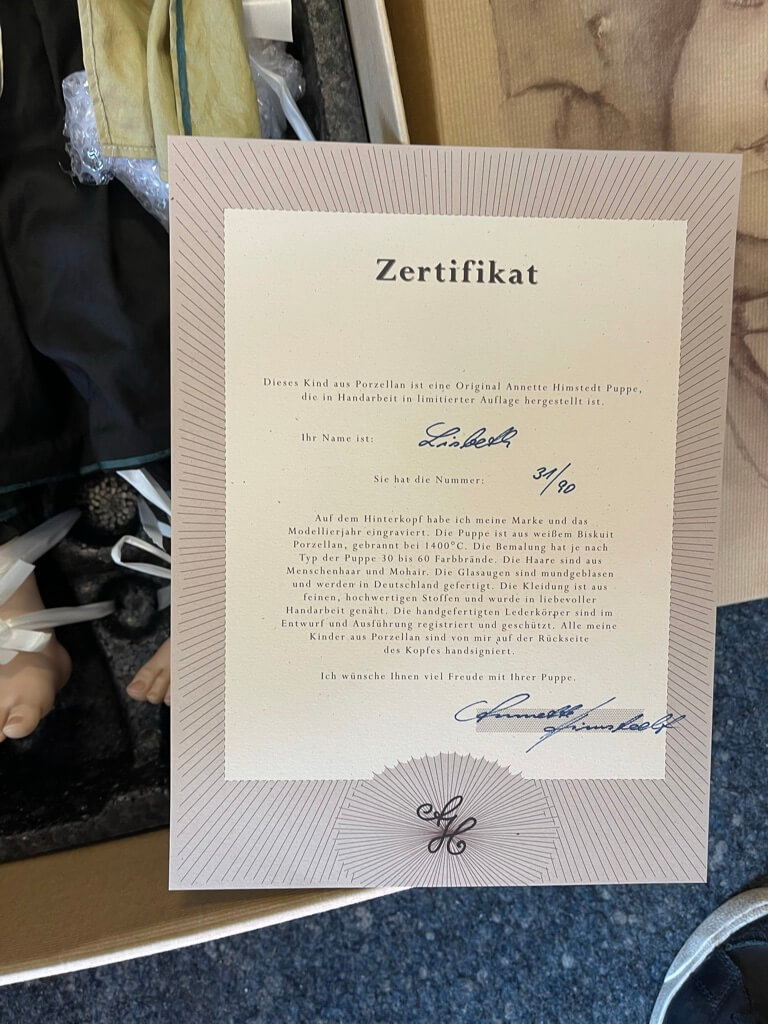 Zertifikat
Dieses Kind aus Porzellan ist eine Original Annette Himstedt Puppe,
die in Handarbeit in limitierter Auflage hergestellt ist.
Ihr Name ist: Lisbeth
Sie hat die Nummer: 31/90
Auf dem Hinterkopf habe ich meine Marke und das
Modellierjahr eingraviert. Die Puppe ist aus weißem Biskuit
Porzellan, gebrannt bei 1400°C. Die Bemalung hat je nach
Typ der Puppe 30 bis 60 Farbbrände. Die Haare sind aus
Menschenhaar und Mohair. Die Glasaugen sind mundgeblasen
und werden in Deutschland gefertigt. Die Kleidung ist aus
feinen, hochwertigen Stoffen und wurde in liebevoller
Handarbeit genäht. Die handgefertigten Lederkörper sind im
Entwurf und Ausführung registriert und geschützt. Alle meine
Kinder aus Porzellan sind von mir auf der Rückseite
des Kopfes handsigniert.
Ich wünsche Ihnen viel Freude mit Ihrer Puppe.
Annette Himstedt
AH